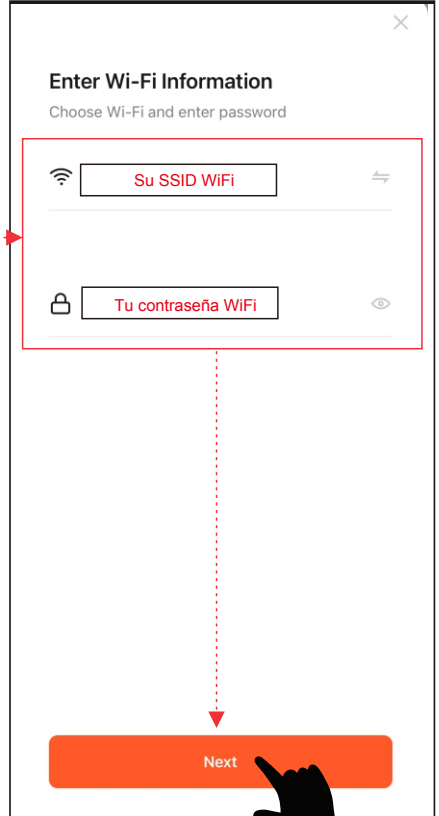 Enter Wi-Fi Information
Choose Wi-Fi and enter password
Su SSID WiFi
Tu contraseña WiFi
Next